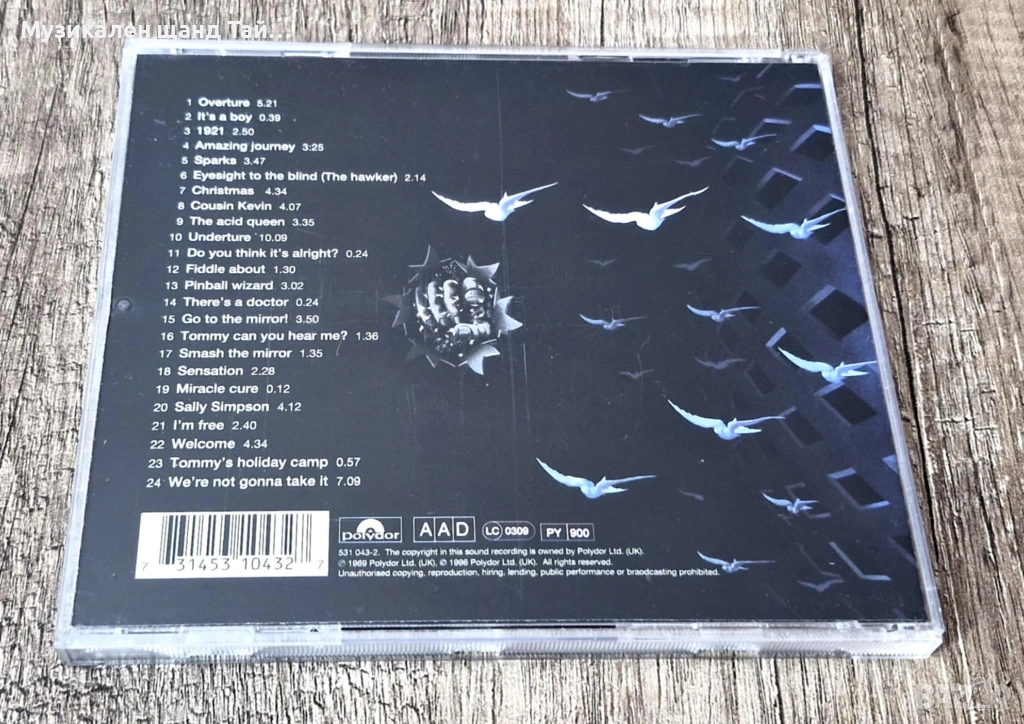 Музикален щанд Тай...
1 Overture 5.21
2 It's a boy 0.39
3 1921 2.50
4 Amazing journey 3:25
5 Sparks 3.47
6 Eyesight to the blind (The hawker) 2.14
7 Christmas 4.34
8 Cousin Kevin 4.07
9 The acid queen 3.35
10 Underture 10.09
11 Do you think it's alright? 0.24
12 Fiddle about 1.30
13 Pinball wizard 3.02
14 There's a doctor 0.24
15 Go to the mirror! 3.50
16 Tommy can you hear me? 1.36
17 Smash the mirror 1.35
18 Sensation 2.28
19 Miracle cure 0.12
20 Sally Simpson 4.12
21 I'm free 2.40
22 Welcome 4.34
23 Tommy's holiday camp 0.57
24 We're not gonna take it 7.09
7 31453 10432 7
polydor AAD LC 0309 PY 900
531 043-2. The copyright in this sound recording is owned by Polydor Ltd. (UK).
℗ 1969 Polydor Ltd. (UK), © 1996 Polydor Ltd. (UK). All rights reserved.
Unauthorised copying, reproduction, hiring, lending, public performance or braodcasting prohibited.